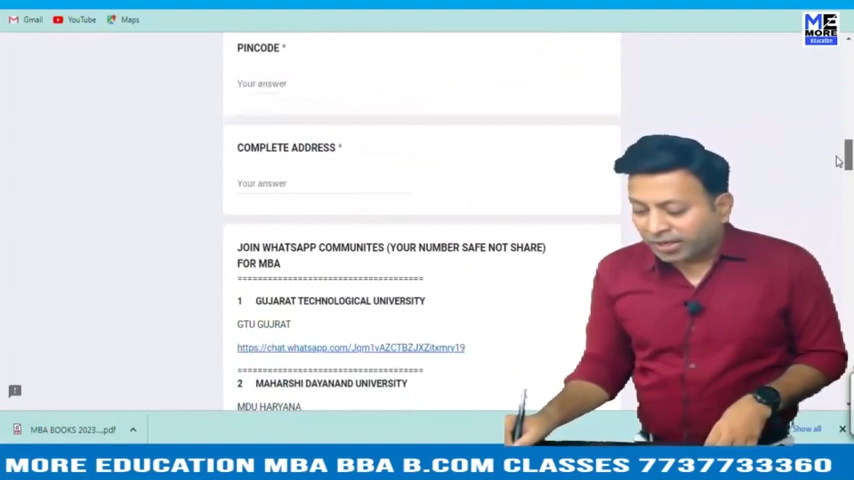 Gmail YouTube Maps
ME
MORE
Education
PINCODE *
Your answer
COMPLETE ADDRESS *
Your answer
JOIN WHATSAPP COMMUNITES (YOUR NUMBER SAFE NOT SHARE)
FOR MBA
===================================
1 GUJARAT TECHNOLOGICAL UNIVERSITY
GTU GUJRAT
https://chat.whatsapp.com/Jqm1vAZCTBZJXZitxmrv19
===================================
2 MAHARSHI DAYANAND UNIVERSITY
MDU HARYANA
MBA BOOKS 2023....pdf
Show all
MORE EDUCATION MBA BBA B.COM CLASSES 7737733360